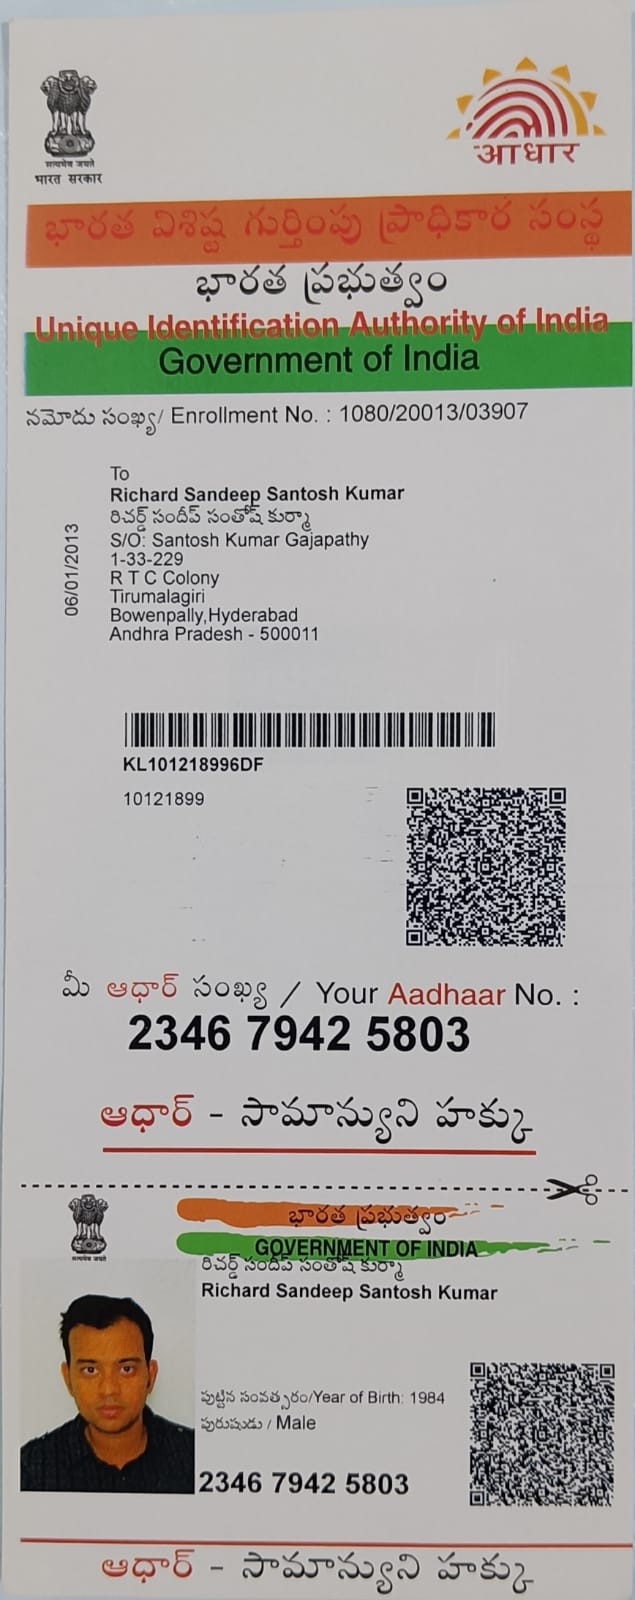 सत्यमेव जयते
भारत सरकार
आधार
భారత విశిష్ట గుర్తింపు ప్రాధికార సంస్థ
భారత ప్రభుత్వం
Unique Identification Authority of India
Government of India
నమోదు సంఖ్య/ Enrollment No. : 1080/20013/03907
06/01/2013
To
Richard Sandeep Santosh Kumar
రిచర్డ్ సందీప్ సంతోష్ కుర్మా
S/O: Santosh Kumar Gajapathy
1-33-229
R T C Colony
Tirumalagiri
Bowenpally,Hyderabad
Andhra Pradesh - 500011
KL101218996DF
10121899
మీ ఆధార్ సంఖ్య / Your Aadhaar No. :
2346 7942 5803
ఆధార్ - సామాన్యుని హక్కు
सत्यमेव जयते
భారత ప్రభుత్వం
GOVERNMENT OF INDIA
రిచర్డ్ సందీప్ సంతోష్ కుర్మా
Richard Sandeep Santosh Kumar
పుట్టిన సంవత్సరం/Year of Birth: 1984
పురుషుడు / Male
2346 7942 5803
ఆధార్ - సామాన్యుని హక్కు